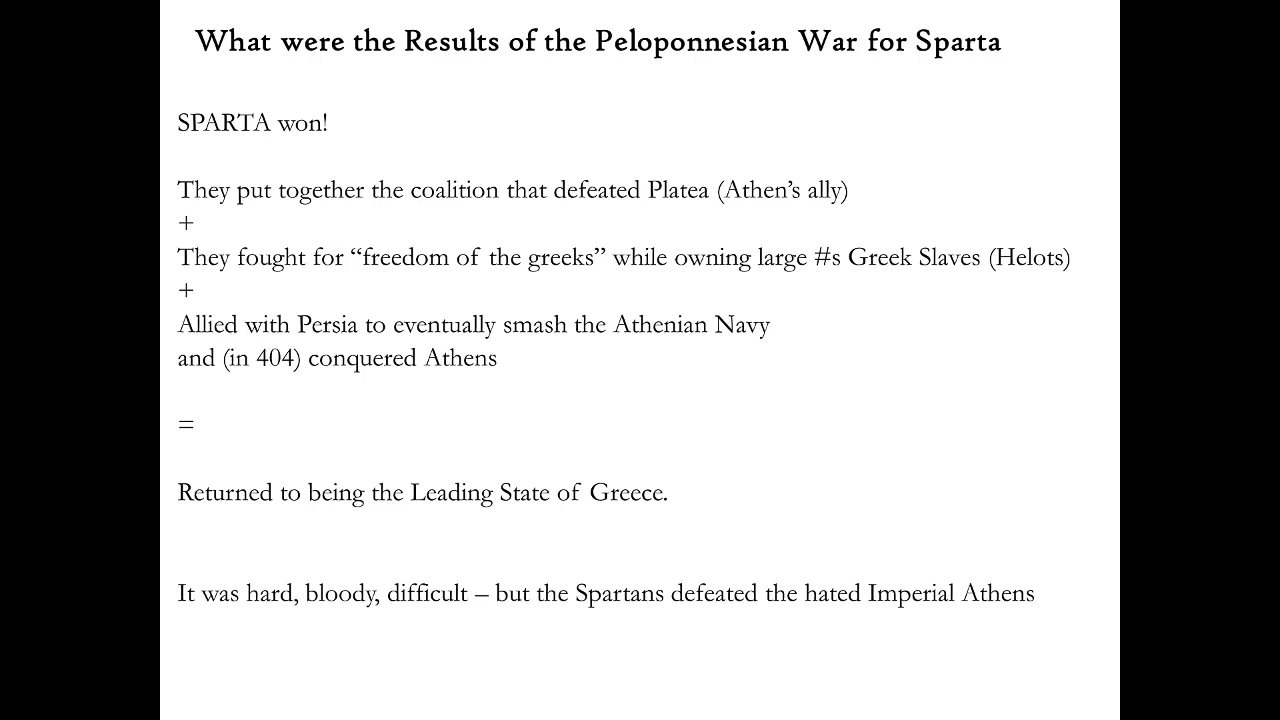 What were the Results of the Peloponnesian War for Sparta
SPARTA won!
They put together the coalition that defeated Platea (Athen’s ally)
+
They fought for “freedom of the greeks” while owning large #s Greek Slaves (Helots)
+
Allied with Persia to eventually smash the Athenian Navy
and (in 404) conquered Athens
=
Returned to being the Leading State of Greece.
It was hard, bloody, difficult – but the Spartans defeated the hated Imperial Athens